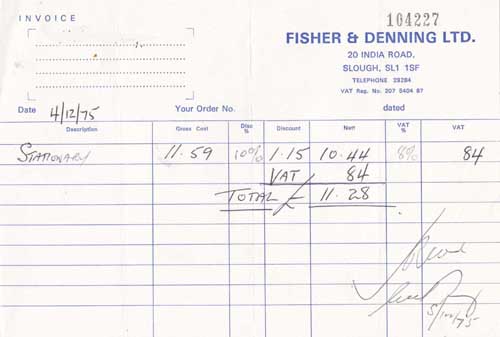 INVOICE
104227
FISHER & DENNING LTD.
20 INDIA ROAD,
SLOUGH, SL1 1SF
TELEPHONE 29284
VAT Reg. No. 207 5404 87
Date 4/12/75 Your Order No. dated
Description Gross Cost Disc % Discount Nett VAT % VAT
STATIONARY 11.59 10% 1.15 10.44 8% 84
VAT 84
TOTAL £ 11.28
5/12/75